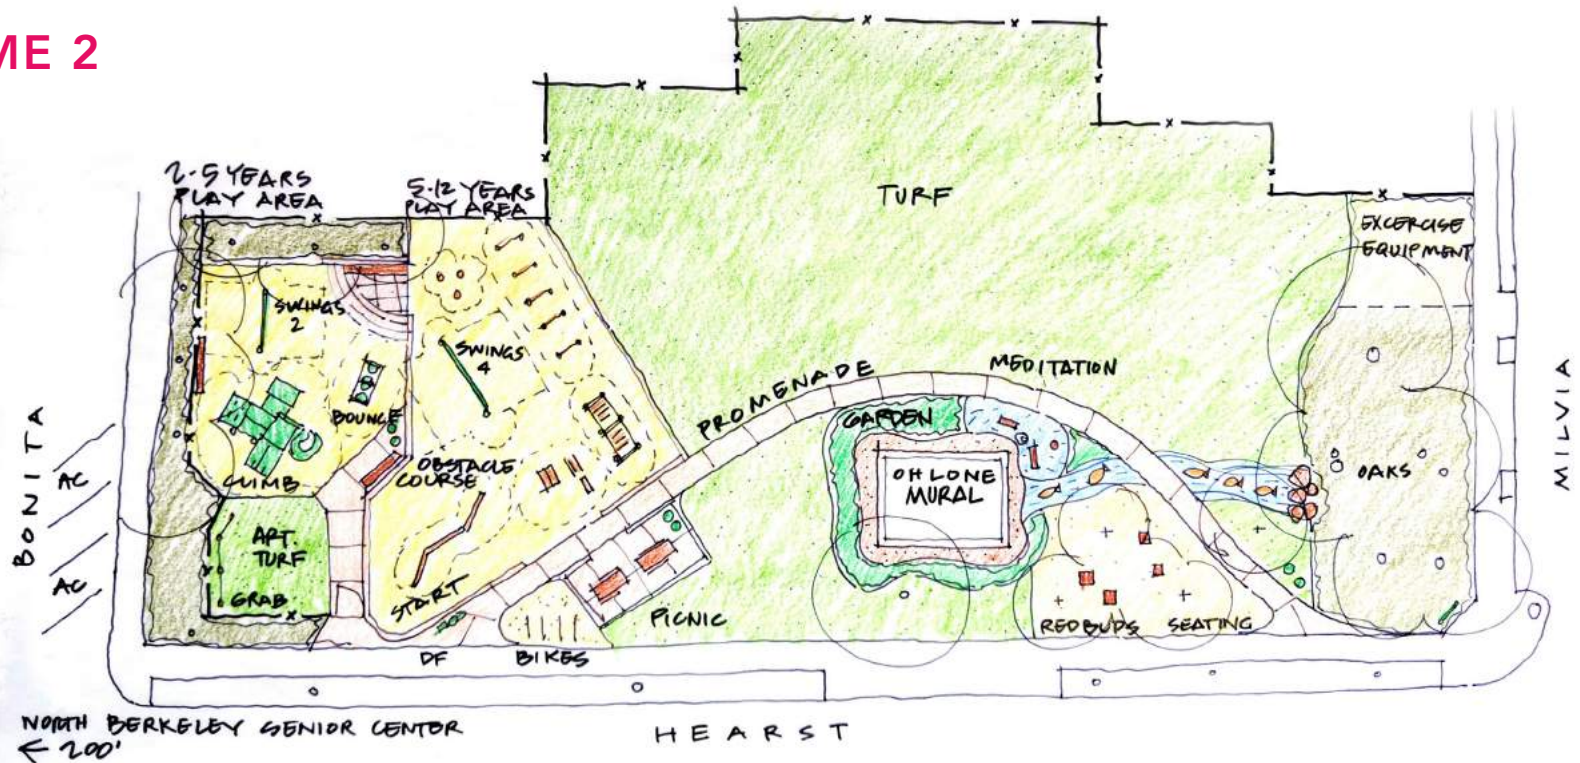 ME 2
2-5 YEARS
PLAY AREA
5-12 YEARS
PLAY AREA
TURF
EXCERCISE
EQUIPMENT
SWINGS
2
SWINGS
4
BOUNCE
CLIMB
OBSTACLE
COURSE
PROMENADE
MEDITATION
GARDEN
OHLONE
MURAL
OAKS
BONITA
AC
AC
MILVIA
ART.
TURF
GRAB
START
PICNIC
REDBUDS SEATING
DF
BIKES
NORTH BERKELEY SENIOR CENTER
← 200'
HEARST